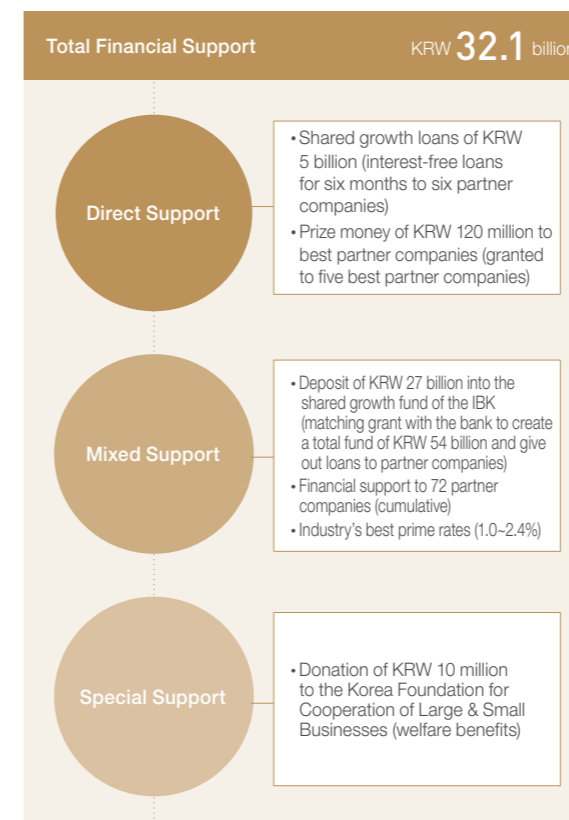 Total Financial Support KRW 32.1 billion
Direct Support
• Shared growth loans of KRW
5 billion (interest-free loans
for six months to six partner
companies)
• Prize money of KRW 120 million to
best partner companies (granted
to five best partner companies)
Mixed Support
• Deposit of KRW 27 billion into the
shared growth fund of the IBK
(matching grant with the bank to create
a total fund of KRW 54 billion and give
out loans to partner companies)
• Financial support to 72 partner
companies (cumulative)
• Industry's best prime rates (1.0~2.4%)
Special Support
• Donation of KRW 10 million
to the Korea Foundation for
Cooperation of Large & Small
Businesses (welfare benefits)